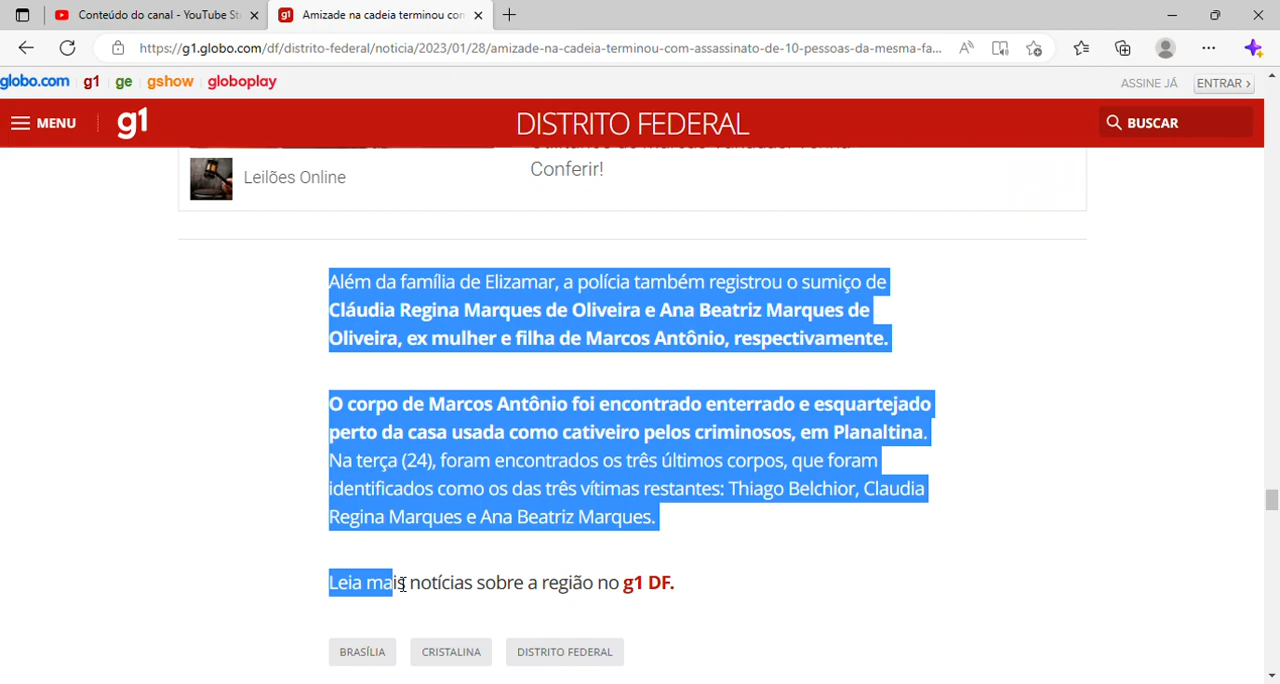 Conteúdo do canal - YouTube St
Amizade na cadeia terminou con
https://g1.globo.com/df/distrito-federal/noticia/2023/01/28/amizade-na-cadeia-terminou-com-assassinato-de-10-pessoas-da-mesma-fa...
globo.com g1 ge gshow globoplay
ASSINE JÁ ENTRAR ›
MENU g1 DISTRITO FEDERAL BUSCAR
Conferir!
Leilões Online
Além da família de Elizamar, a polícia também registrou o sumiço de
Cláudia Regina Marques de Oliveira e Ana Beatriz Marques de
Oliveira, ex mulher e filha de Marcos Antônio, respectivamente.
O corpo de Marcos Antônio foi encontrado enterrado e esquartejado
perto da casa usada como cativeiro pelos criminosos, em Planaltina.
Na terça (24), foram encontrados os três últimos corpos, que foram
identificados como os das três vítimas restantes: Thiago Belchior, Claudia
Regina Marques e Ana Beatriz Marques.
Leia mais notícias sobre a região no g1 DF.
BRASÍLIA CRISTALINA DISTRITO FEDERAL